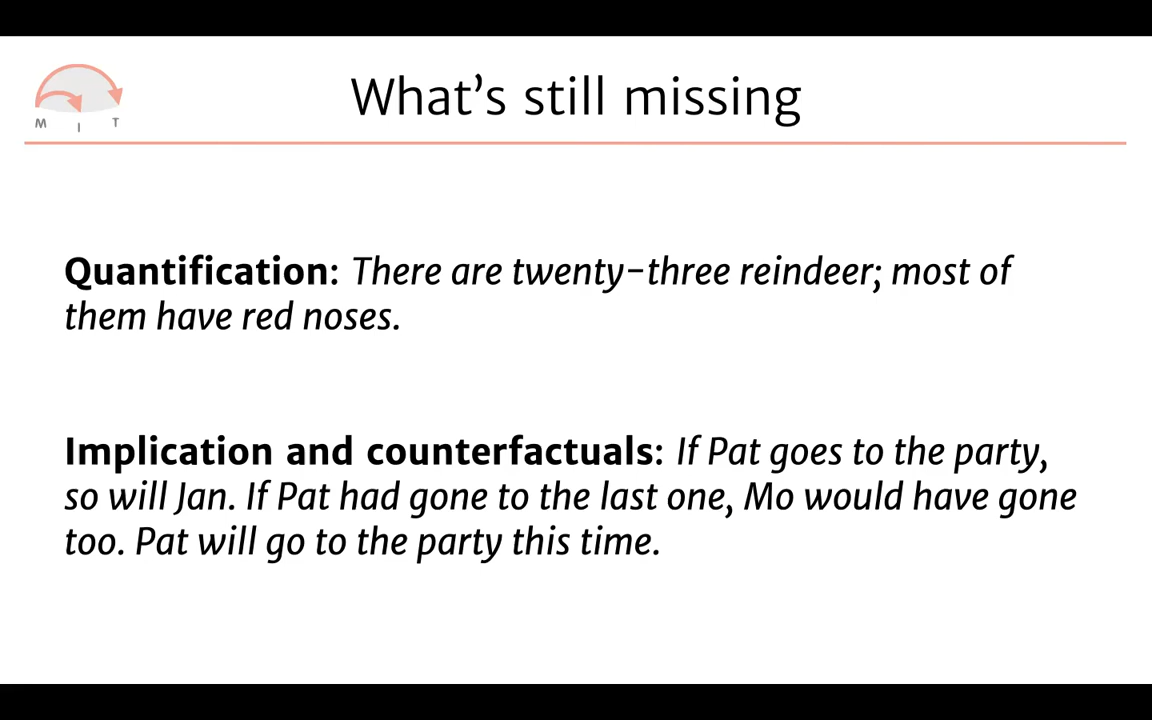 M I T
What's still missing
Quantification: There are twenty-three reindeer; most of
them have red noses.
Implication and counterfactuals: If Pat goes to the party,
so will Jan. If Pat had gone to the last one, Mo would have gone
too. Pat will go to the party this time.